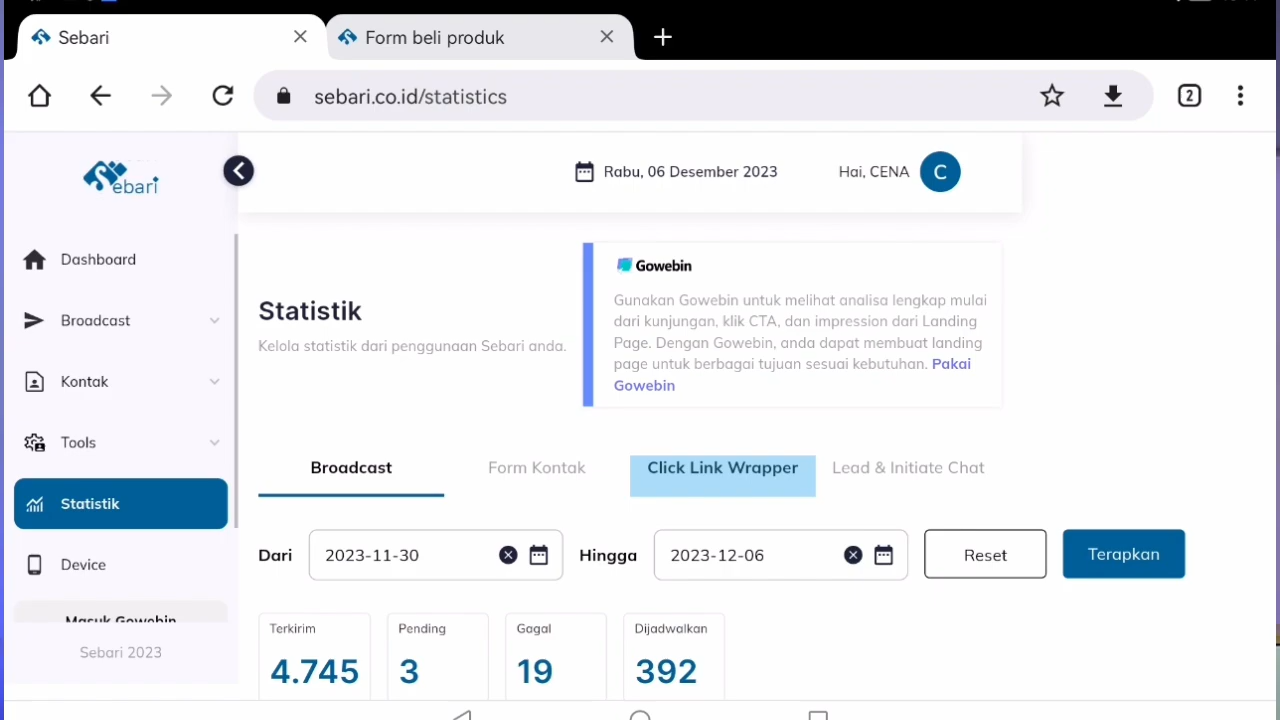 Sebari
Form beli produk
sebari.co.id/statistics
2
Sebari
Rabu, 06 Desember 2023
Hai, CENA
C
Dashboard
Broadcast
Kontak
Tools
Statistik
Device
Masuk Gowebin
Sebari 2023
Statistik
Kelola statistik dari penggunaan Sebari anda.
Gowebin
Gunakan Gowebin untuk melihat analisa lengkap mulai
dari kunjungan, klik CTA, dan impression dari Landing
Page. Dengan Gowebin, anda dapat membuat landing
page untuk berbagai tujuan sesuai kebutuhan. Pakai
Gowebin
Broadcast
Form Kontak
Click Link Wrapper
Lead & Initiate Chat
Dari
2023-11-30
Hingga
2023-12-06
Reset
Terapkan
Terkirim
4.745
Pending
3
Gagal
19
Dijadwalkan
392